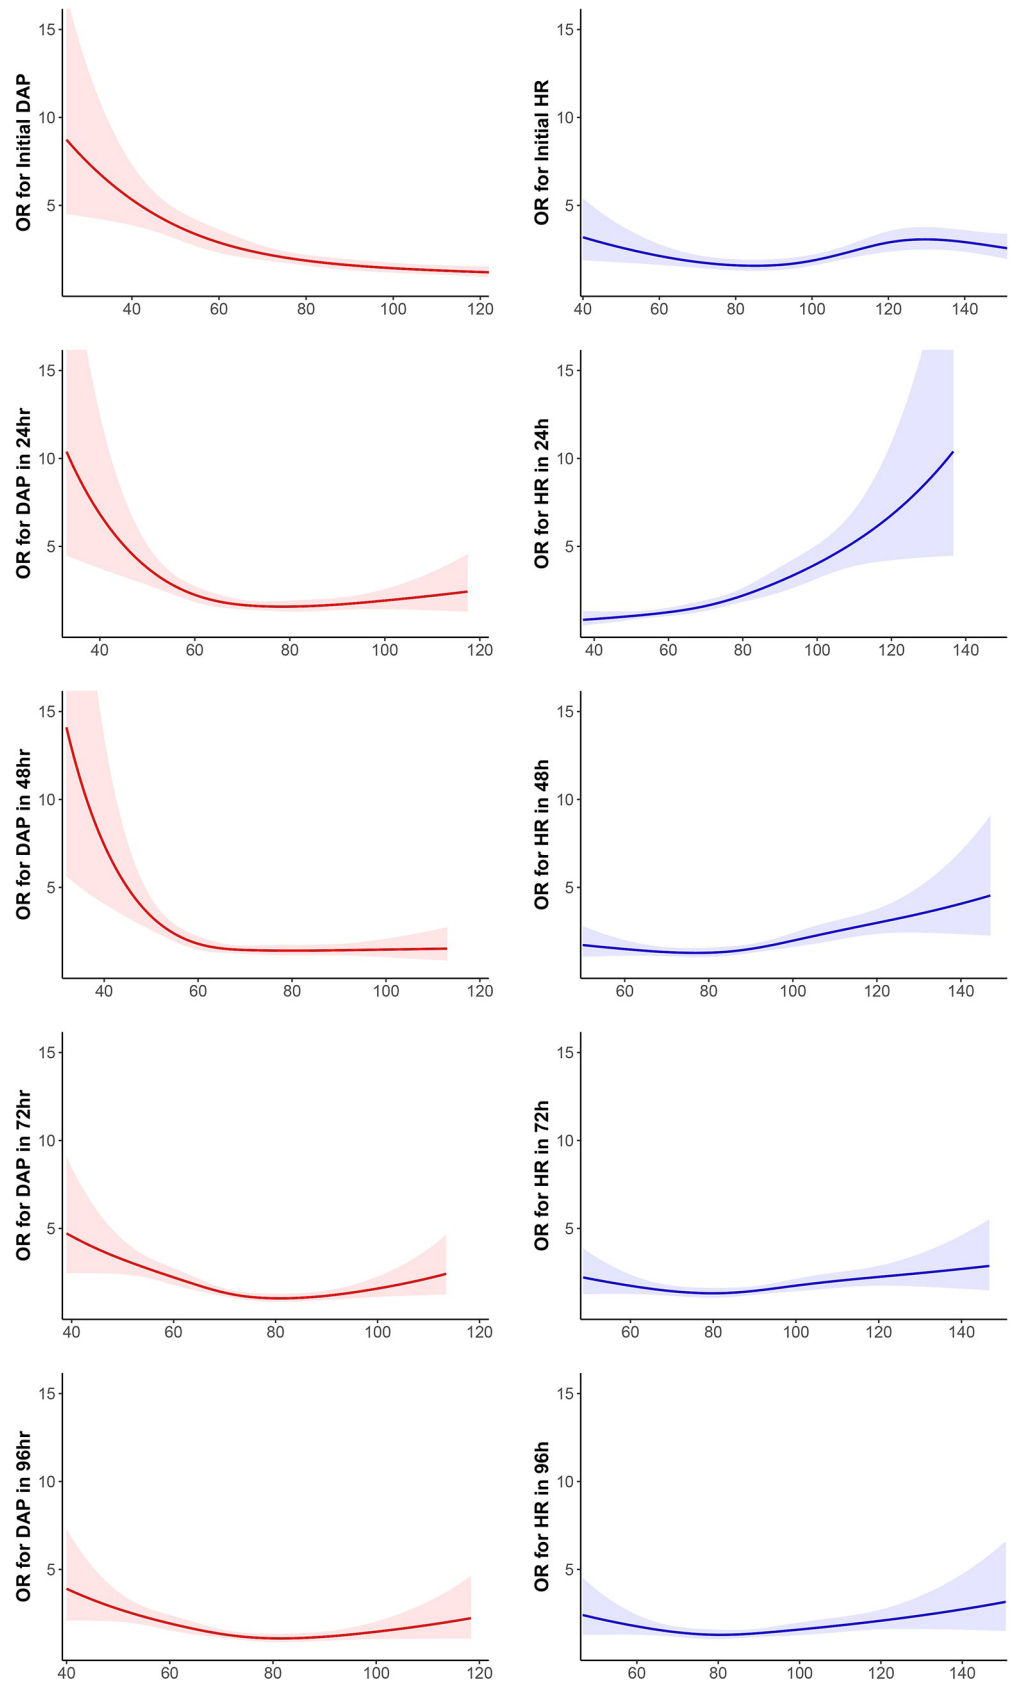 OR for Initial DAP
15
10
5
40 60 80 100 120
OR for Initial HR
15
10
5
40 60 80 100 120 140
OR for DAP in 24hr
15
10
5
40 60 80 100 120
OR for HR in 24h
15
10
5
40 60 80 100 120 140
OR for DAP in 48hr
15
10
5
40 60 80 100 120
OR for HR in 48h
15
10
5
60 80 100 120 140
OR for DAP in 72hr
15
10
5
40 60 80 100 120
OR for HR in 72h
15
10
5
60 80 100 120 140
OR for DAP in 96hr
15
10
5
40 60 80 100 120
OR for HR in 96h
15
10
5
60 80 100 120 140